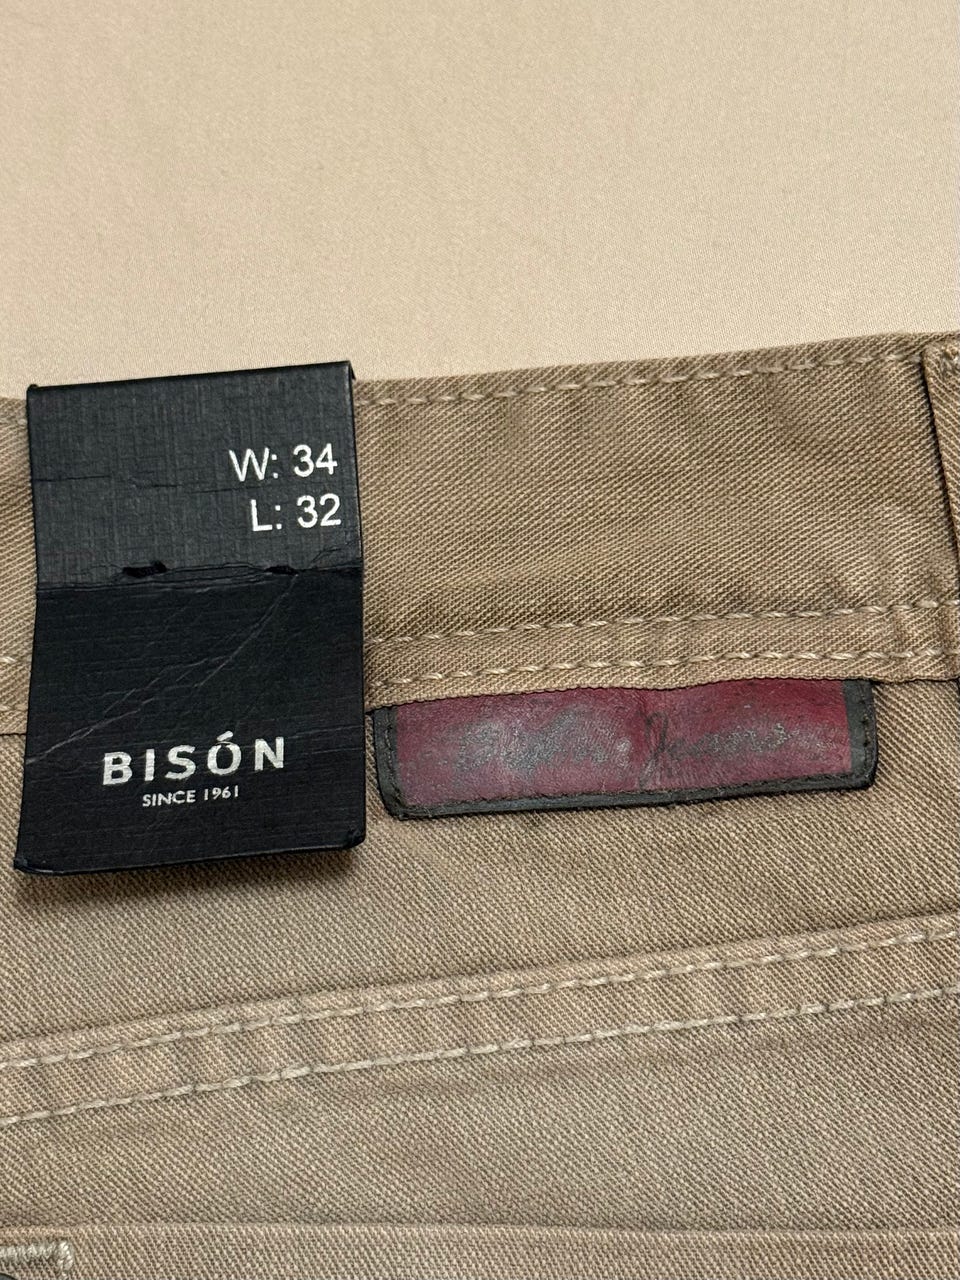 W: 34
L: 32
BISÓN
SINCE 1961